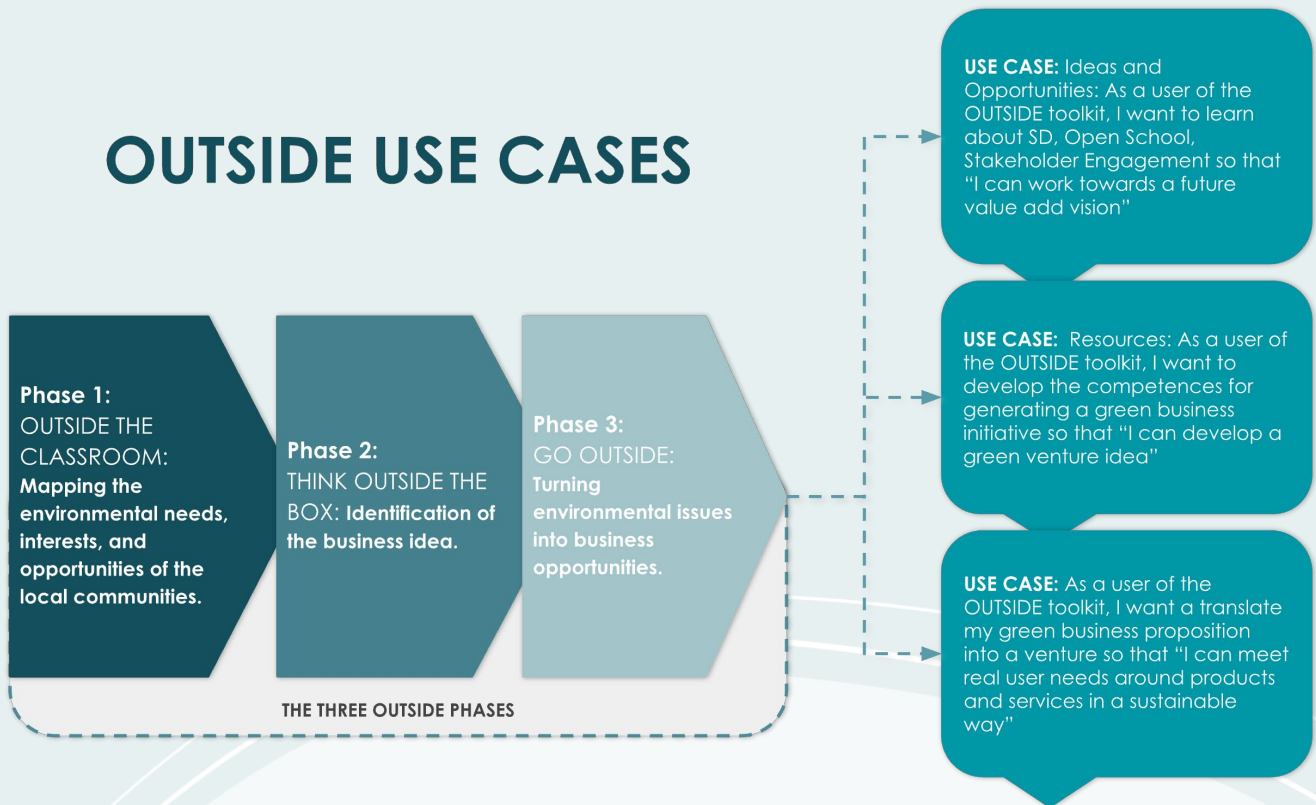 OUTSIDE USE CASES
Phase 1:
OUTSIDE THE
CLASSROOM:
Mapping the
environmental needs,
interests, and
opportunities of the
local communities.
Phase 2:
THINK OUTSIDE THE
BOX: Identification of
the business idea.
Phase 3:
GO OUTSIDE:
Turning
environmental issues
into business
opportunities.
THE THREE OUTSIDE PHASES
USE CASE: Ideas and
Opportunities: As a user of the
OUTSIDE toolkit, I want to learn
about SD, Open School,
Stakeholder Engagement so that
“I can work towards a future
value add vision”
USE CASE: Resources: As a user of
the OUTSIDE toolkit, I want to
develop the competences for
generating a green business
initiative so that “I can develop a
green venture idea”
USE CASE: As a user of the
OUTSIDE toolkit, I want a translate
my green business proposition
into a venture so that “I can meet
real user needs around products
and services in a sustainable
way”